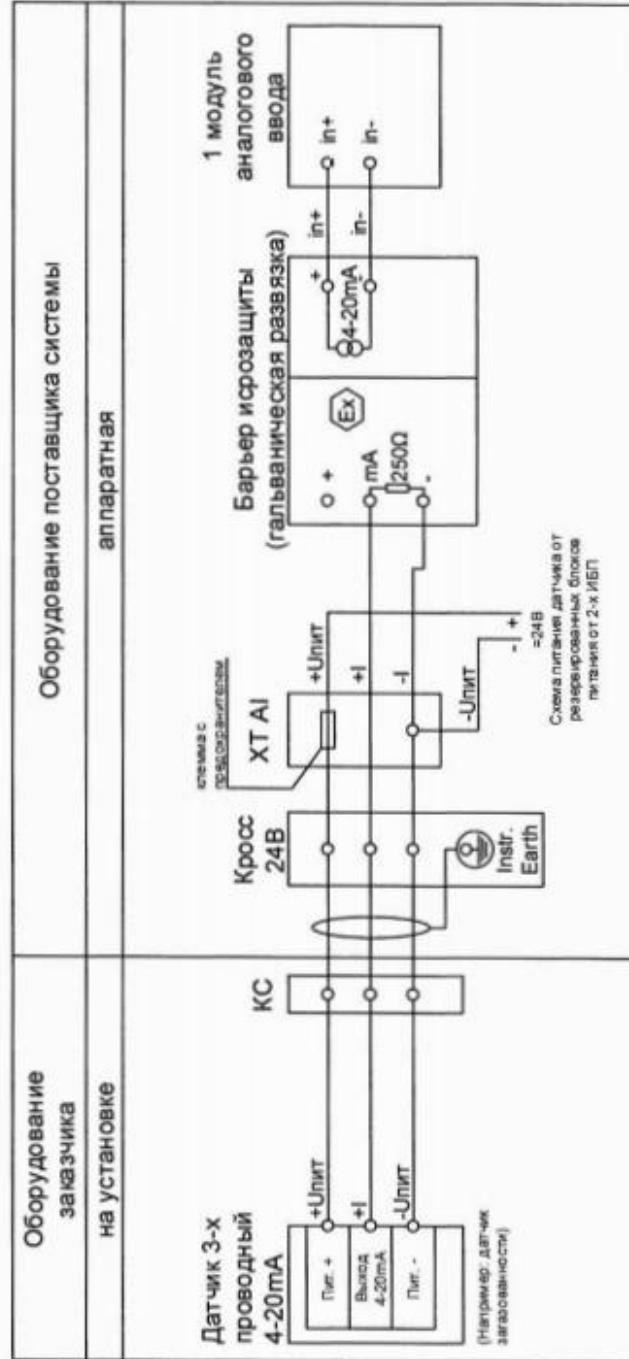 Оборудование
заказчика
Оборудование поставщика системы
на установке
аппаратная
Датчик 3-х
проводный
4-20mA
Пит. +
Выход
4-20mA
Пит. -
+Uпит
+I
-Uпит
(Например: датчик
загазованности)
КС
Кросс
24В
Instr.
Earth
клемма с
предохранителем
XT AI
+Uпит
+I
-I
-Uпит
- +
=24В
Схема питания датчика от
резервированных блоков
питания от 2-х ИБП
Барьер исрозащиты
(гальваническая развязка)
+
mA
250Ω
-
Ex
+
4-20mA
-
in+
in-
1 модуль
аналогового
ввода
in+
in-